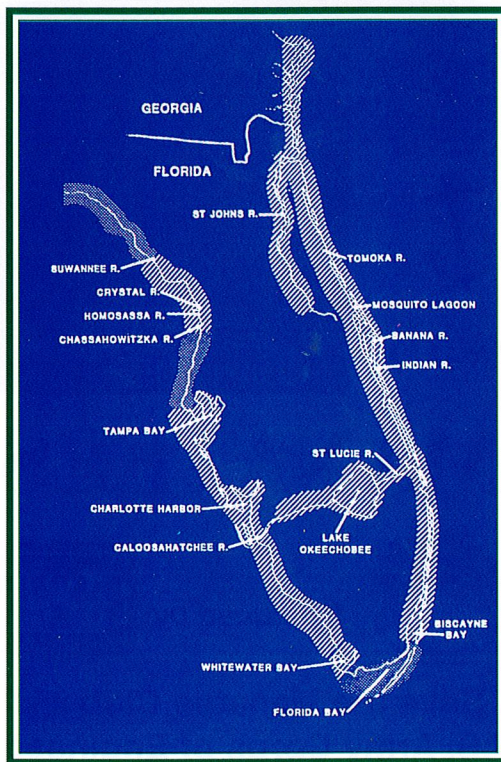 GEORGIA
FLORIDA
ST JOHNS R.
SUWANNEE R.
TOMOKA R.
CRYSTAL R.
MOSQUITO LAGOON
HOMOSASSA R.
CHASSAHOWITZKA R.
BANANA R.
INDIAN R.
TAMPA BAY
ST LUCIE R.
CHARLOTTE HARBOR
LAKE
OKEECHOBEE
CALOOSAHATCHEE R.
BISCAYNE
BAY
WHITEWATER BAY
FLORIDA BAY